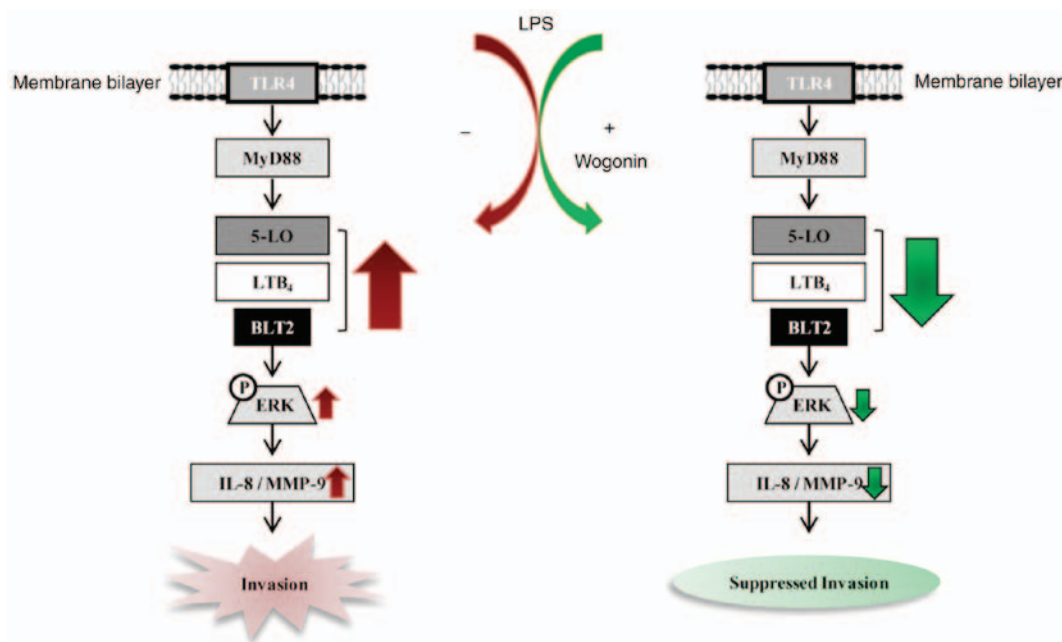 LPS
Membrane bilayer
TLR4
TLR4
Membrane bilayer
–
+
Wogonin
MyD88
MyD88
5-LO
5-LO
LTB₄
LTB₄
BLT2
BLT2
P
ERK
P
ERK
IL-8 / MMP-9
IL-8 / MMP-9
Invasion
Suppressed Invasion